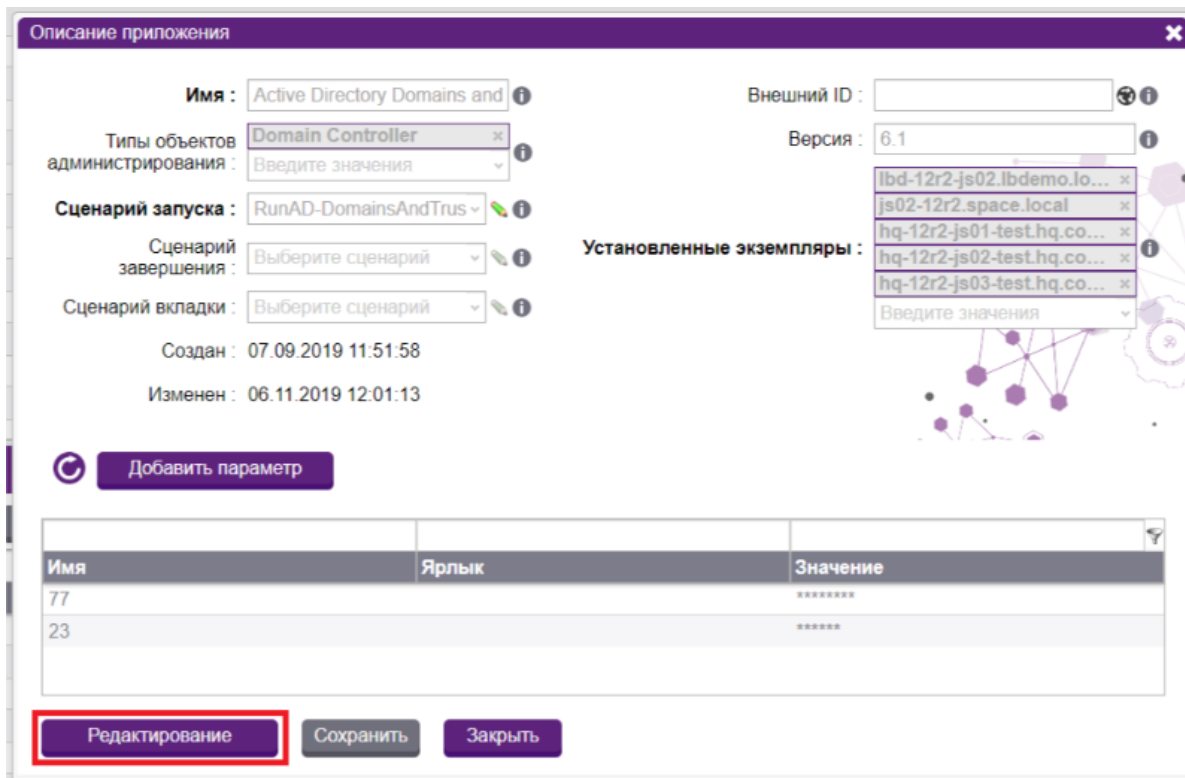 Описание приложения
Имя :
Active Directory Domains and
Типы объектов
администрирования :
Domain Controller
Введите значения
Сценарий запуска :
RunAD-DomainsAndTrus
Сценарий
завершения :
Выберите сценарий
Сценарий вкладки :
Выберите сценарий
Создан :
07.09.2019 11:51:58
Изменен :
06.11.2019 12:01:13
Внешний ID :
Версия :
6.1
Установленные экземпляры :
lbd-12r2-js02.lbdemo.lo...
js02-12r2.space.local
hq-12r2-js01-test.hq.co...
hq-12r2-js02-test.hq.co...
hq-12r2-js03-test.hq.co...
Введите значения
Добавить параметр
Имя Ярлык Значение
77 ********
23 ******
Редактирование Сохранить Закрыть